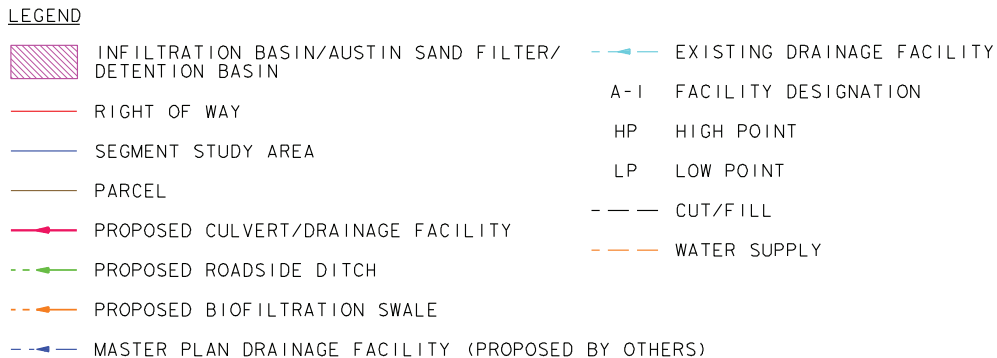 LEGEND
INFILTRATION BASIN/AUSTIN SAND FILTER/
DETENTION BASIN
RIGHT OF WAY
SEGMENT STUDY AREA
PARCEL
PROPOSED CULVERT/DRAINAGE FACILITY
PROPOSED ROADSIDE DITCH
PROPOSED BIOFILTRATION SWALE
MASTER PLAN DRAINAGE FACILITY (PROPOSED BY OTHERS)
EXISTING DRAINAGE FACILITY
A-1 FACILITY DESIGNATION
HP HIGH POINT
LP LOW POINT
CUT/FILL
WATER SUPPLY